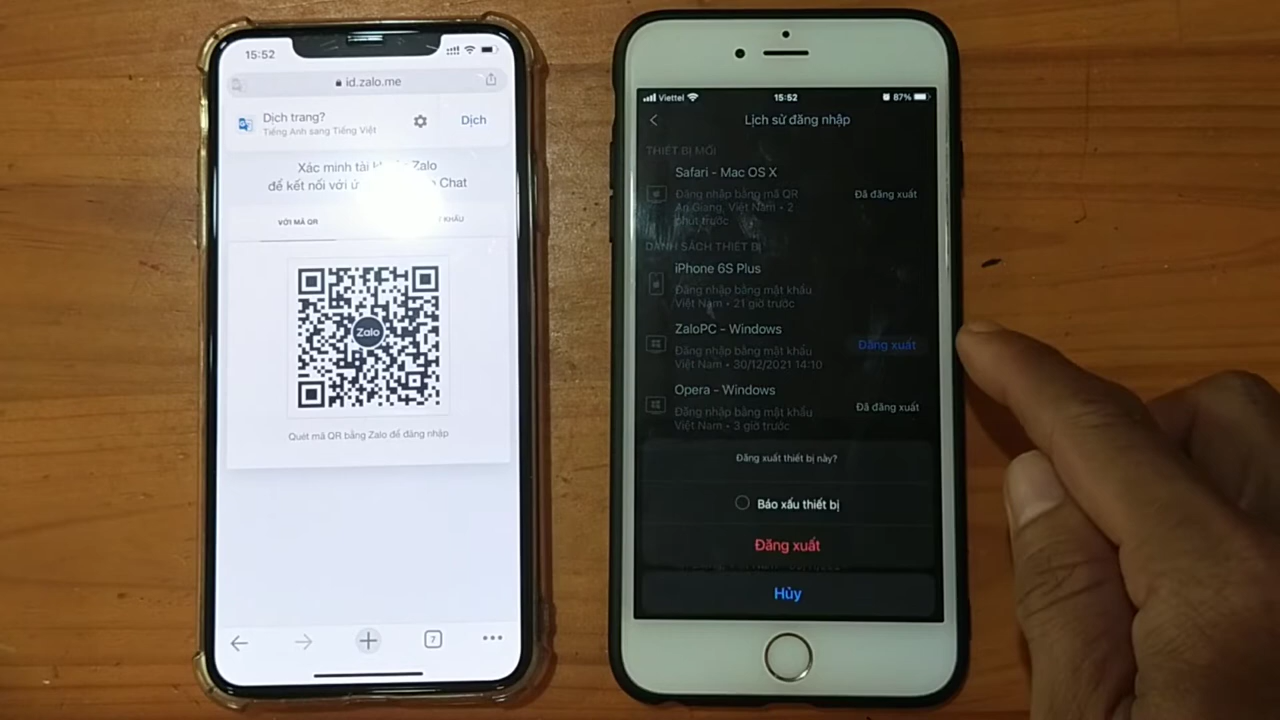 15:52
id.zalo.me
Dịch trang?
Tiếng Anh sang Tiếng Việt
Dịch
Xác minh tài Zalo
để kết nối với Chat
VỚI MÃ QR
KHẨU
Zalo
Quét mã QR bằng Zalo để đăng nhập
7
Viettel
15:52
87%
Lịch sử đăng nhập
THIẾT BỊ MỚI
Safari - Mac OS X
Đăng nhập bằng mã QR
An Giang, Việt Nam • 2
phút trước
Đã đăng xuất
DANH SÁCH THIẾT BỊ
iPhone 6S Plus
Đăng nhập bằng mật khẩu
Việt Nam • 21 giờ trước
ZaloPC - Windows
Đăng nhập bằng mật khẩu
Việt Nam • 30/12/2021 14:10
Đăng xuất
Opera - Windows
Đăng nhập bằng mật khẩu
Việt Nam • 3 giờ trước
Đã đăng xuất
Đăng xuất thiết bị này?
Báo xấu thiết bị
Đăng xuất
Hủy